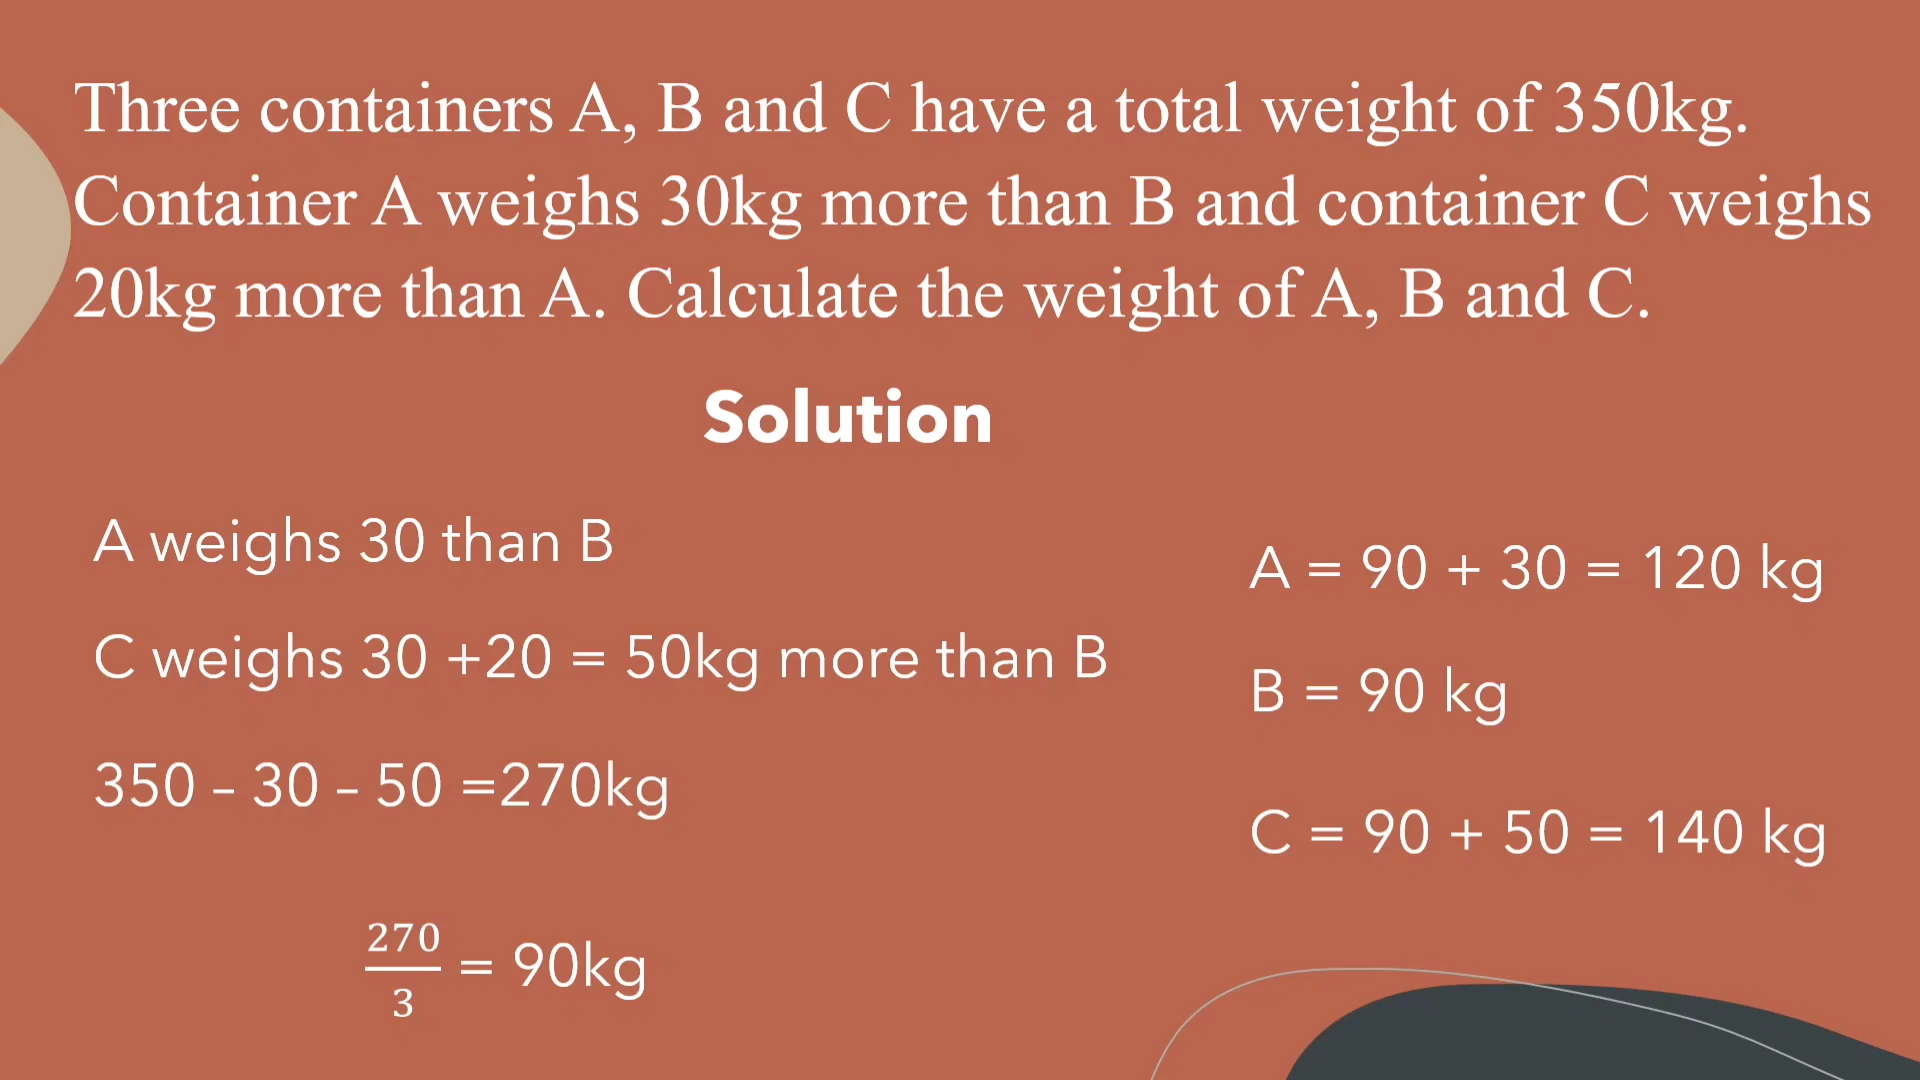 Three containers A, B and C have a total weight of 350kg.
Container A weighs 30kg more than B and container C weighs
20kg more than A. Calculate the weight of A, B and C.
Solution
A weighs 30 than B
C weighs 30 +20 = 50kg more than B
350 – 30 – 50 =270kg
270/3 = 90kg
A = 90 + 30 = 120 kg
B = 90 kg
C = 90 + 50 = 140 kg